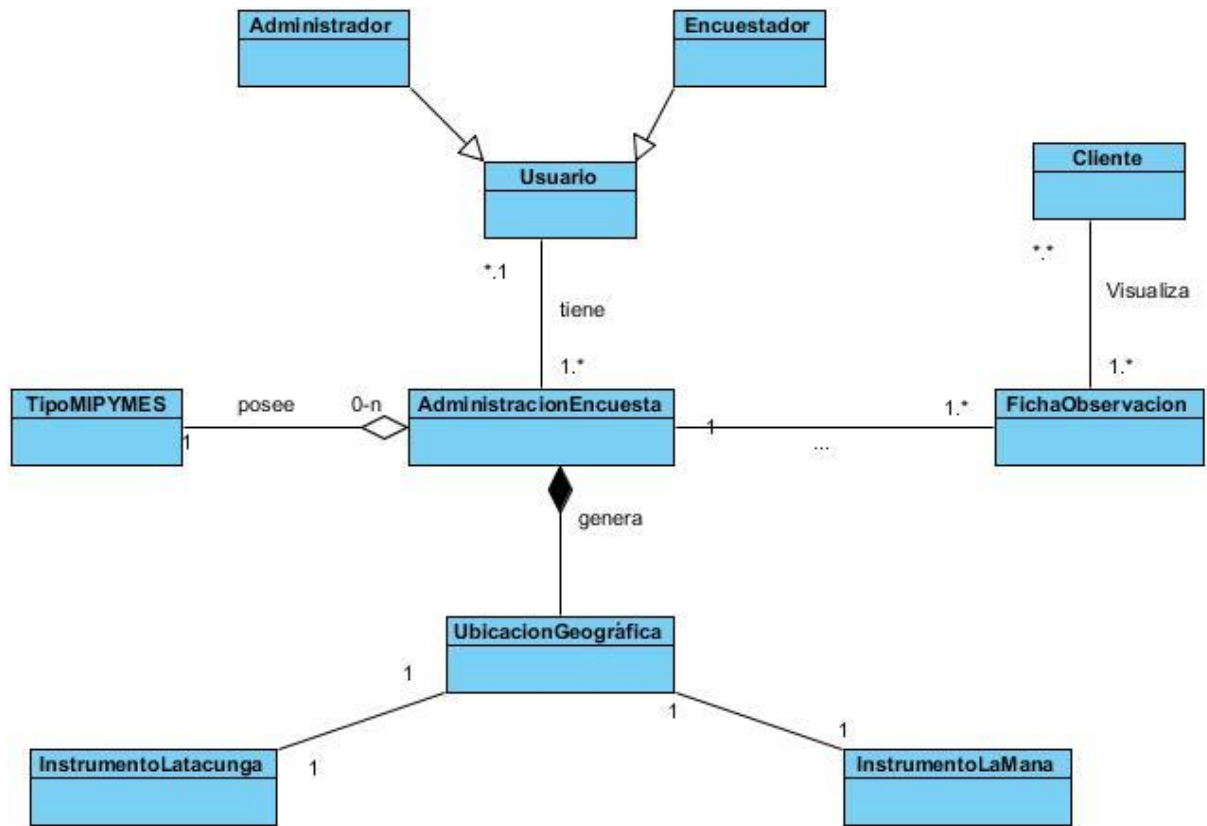 Administrador
Encuestador
Usuario
Cliente
*.1
*.*
tiene
Visualiza
1.*
1.*
TipoMIPYMES
posee
0-n
AdministracionEncuesta
1.*
FichaObservacion
1
1
...
genera
UbicacionGeográfica
1
1
1
1
InstrumentoLatacunga
InstrumentoLaMana